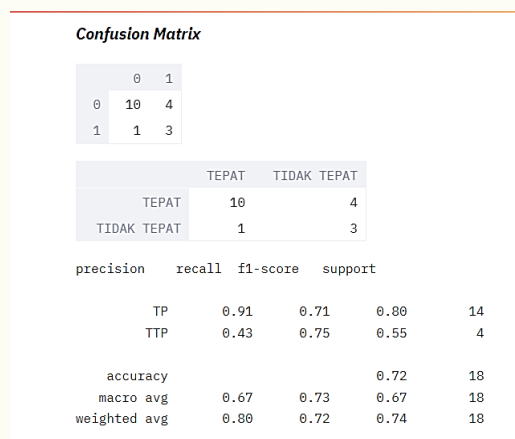 Confusion Matrix
0 1
0 10 4
1 1 3
TEPAT TIDAK TEPAT
TEPAT 10 4
TIDAK TEPAT 1 3
precision recall f1-score support
TP 0.91 0.71 0.80 14
TTP 0.43 0.75 0.55 4
accuracy 0.72 18
macro avg 0.67 0.73 0.67 18
weighted avg 0.80 0.72 0.74 18